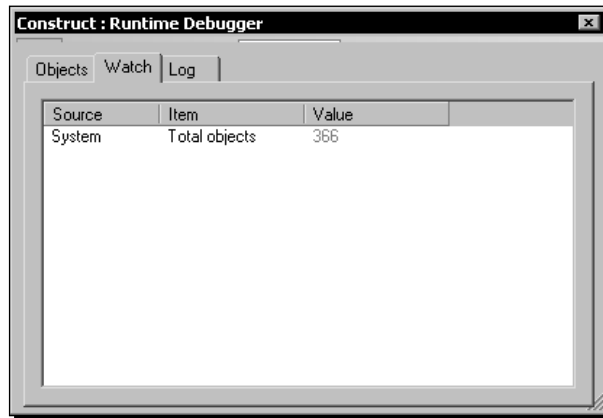 Construct : Runtime Debugger
Objects Watch Log
Source Item Value
System Total objects 366